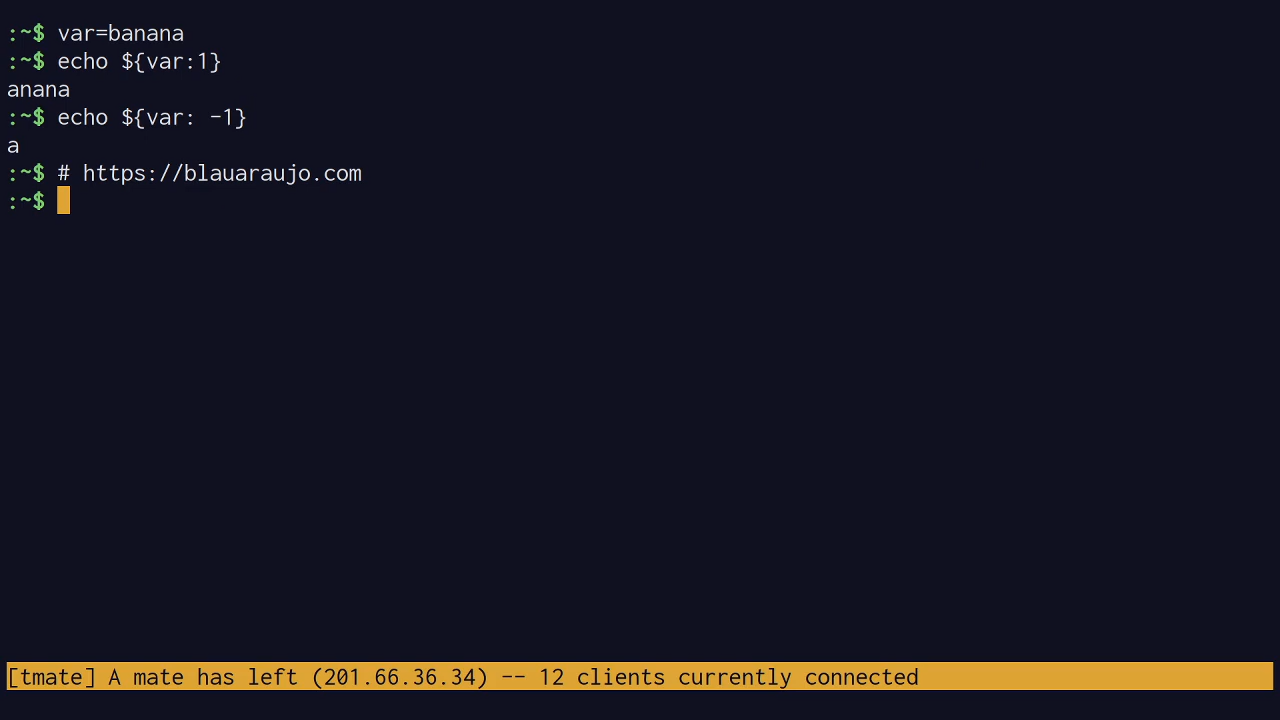 :~$ var=banana
:~$ echo ${var:1}
anana
:~$ echo ${var: -1}
a
:~$ # https://blauaraujo.com
:~$
[tmate] A mate has left (201.66.36.34) -- 12 clients currently connected